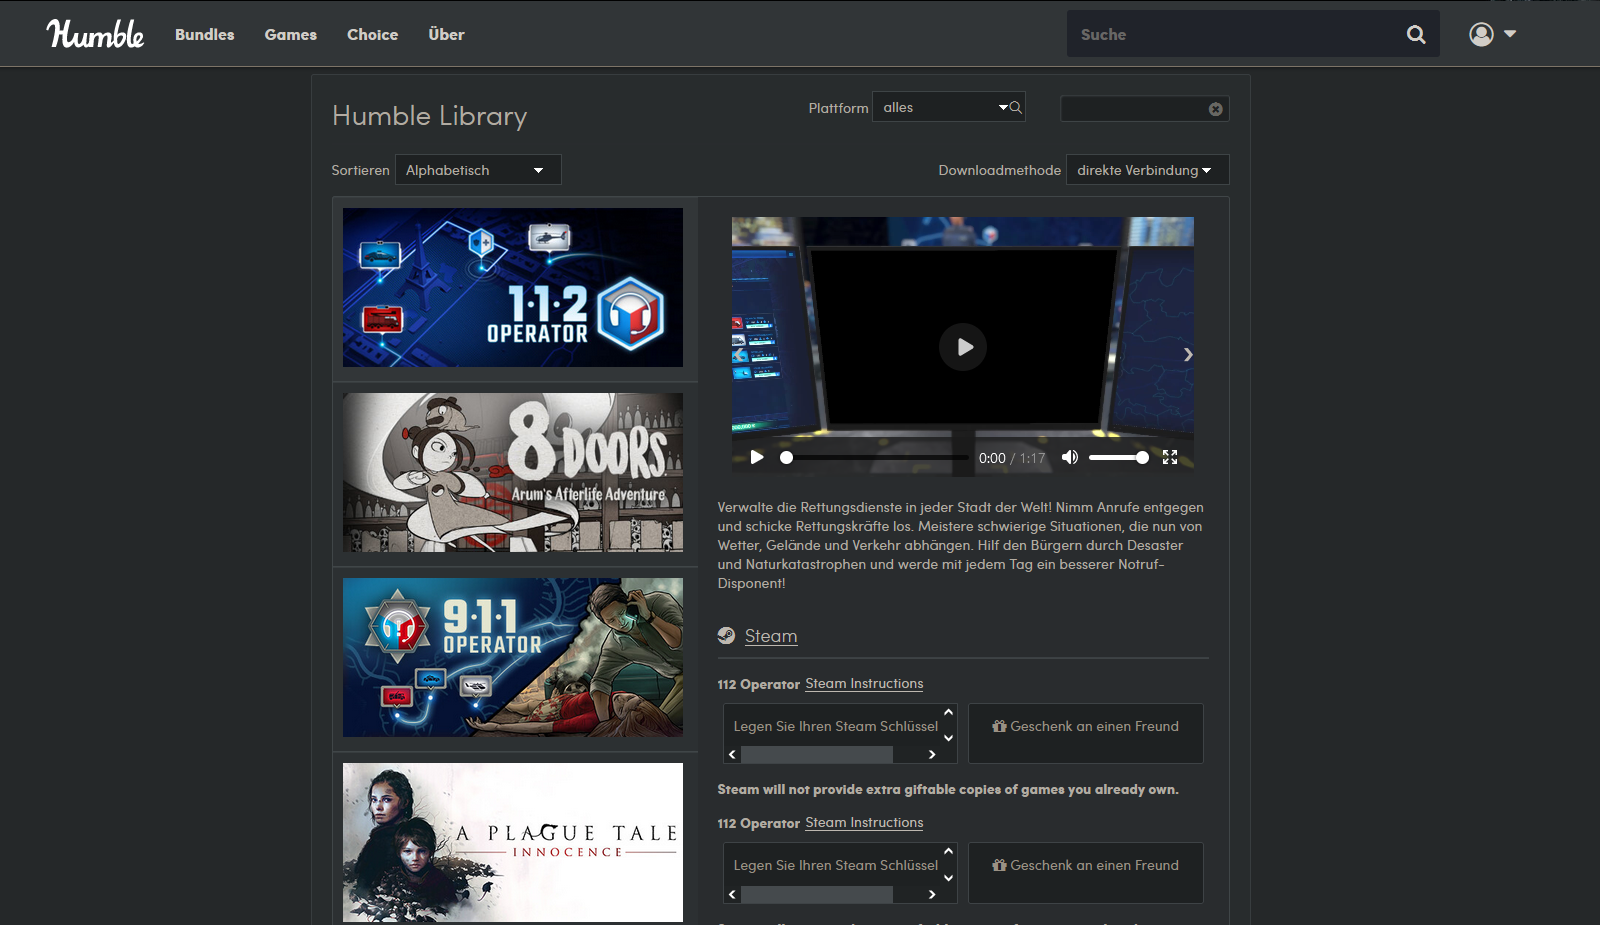 Humble
Bundles
Games
Choice
Über
Suche
Humble Library
Plattform
alles
Sortieren
Alphabetisch
Downloadmethode
direkte Verbindung
1·1·2
OPERATOR
8 DOORS
Arum's Afterlife Adventure
9·1·1
OPERATOR
A PLAGUE TALE
INNOCENCE
0:00 / 1:17
Verwalte die Rettungsdienste in jeder Stadt der Welt! Nimm Anrufe entgegen
und schicke Rettungskräfte los. Meistere schwierige Situationen, die nun von
Wetter, Gelände und Verkehr abhängen. Hilf den Bürgern durch Desaster
und Naturkatastrophen und werde mit jedem Tag ein besserer Notruf-
Disponent!
Steam
112 Operator Steam Instructions
Legen Sie Ihren Steam Schlüssel
Geschenk an einen Freund
Steam will not provide extra giftable copies of games you already own.
112 Operator Steam Instructions
Legen Sie Ihren Steam Schlüssel
Geschenk an einen Freund